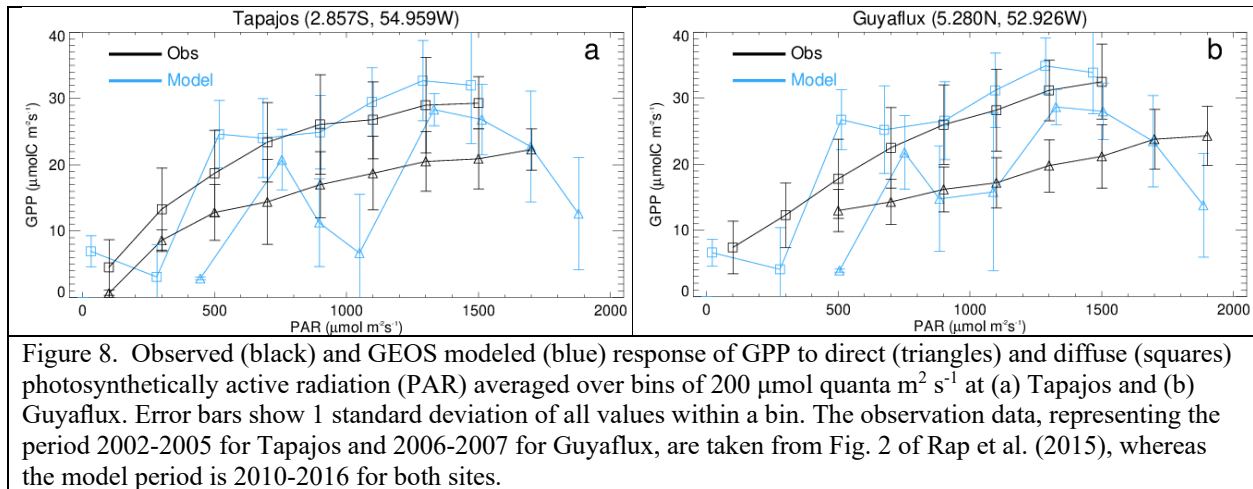 Tapajos (2.857S, 54.959W)
Guyaflux (5.280N, 52.926W)
a
Obs
Model
GPP (μmolC m⁻²s⁻¹)
0
10
20
30
40
0
500
1000
1500
2000
PAR (μmol m⁻²s⁻¹)
b
Obs
Model
GPP (μmolC m⁻²s⁻¹)
0
10
20
30
40
0
500
1000
1500
2000
PAR (μmol m⁻²s⁻¹)
Figure 8. Observed (black) and GEOS modeled (blue) response of GPP to direct (triangles) and diffuse (squares)
photosynthetically active radiation (PAR) averaged over bins of 200 μmol quanta m² s⁻¹ at (a) Tapajos and (b)
Guyaflux. Error bars show 1 standard deviation of all values within a bin. The observation data, representing the
period 2002-2005 for Tapajos and 2006-2007 for Guyaflux, are taken from Fig. 2 of Rap et al. (2015), whereas
the model period is 2010-2016 for both sites.